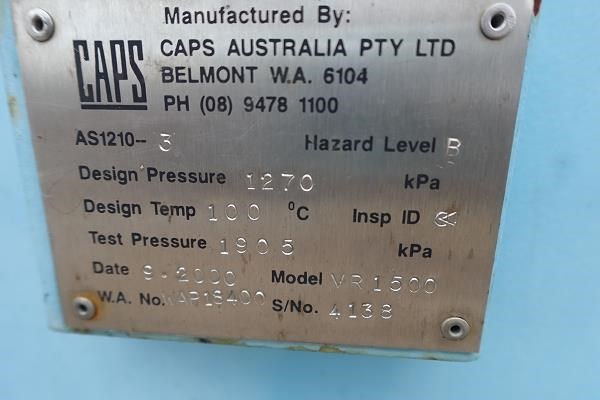 Manufactured By:
CAPS
CAPS AUSTRALIA PTY LTD
BELMONT W.A. 6104
PH (08) 9478 1100
AS1210-- 3 Hazard Level B
Design Pressure 1270 kPa
Design Temp 100 °C Insp ID
Test Pressure 1905 kPa
Date 9-2000 Model VR1500
W.A. No. S/No. 4138